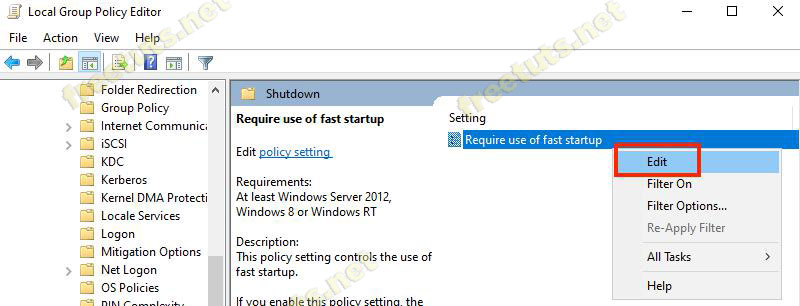 Local Group Policy Editor
File Action View Help
Folder Redirection
Group Policy
Internet Communica
iSCSI
KDC
Kerberos
Kernel DMA Protecti
Locale Services
Logon
Mitigation Options
Net Logon
OS Policies
PIN Complexity
Shutdown
Require use of fast startup
Edit policy setting
Requirements:
At least Windows Server 2012,
Windows 8 or Windows RT
Description:
This policy setting controls the use of
fast startup.
If you enable this policy setting, the
Setting
Require use of fast startup
Edit
Filter On
Filter Options...
Re-Apply Filter
All Tasks
Help
freetuts.net
freetuts.net
freetuts.net